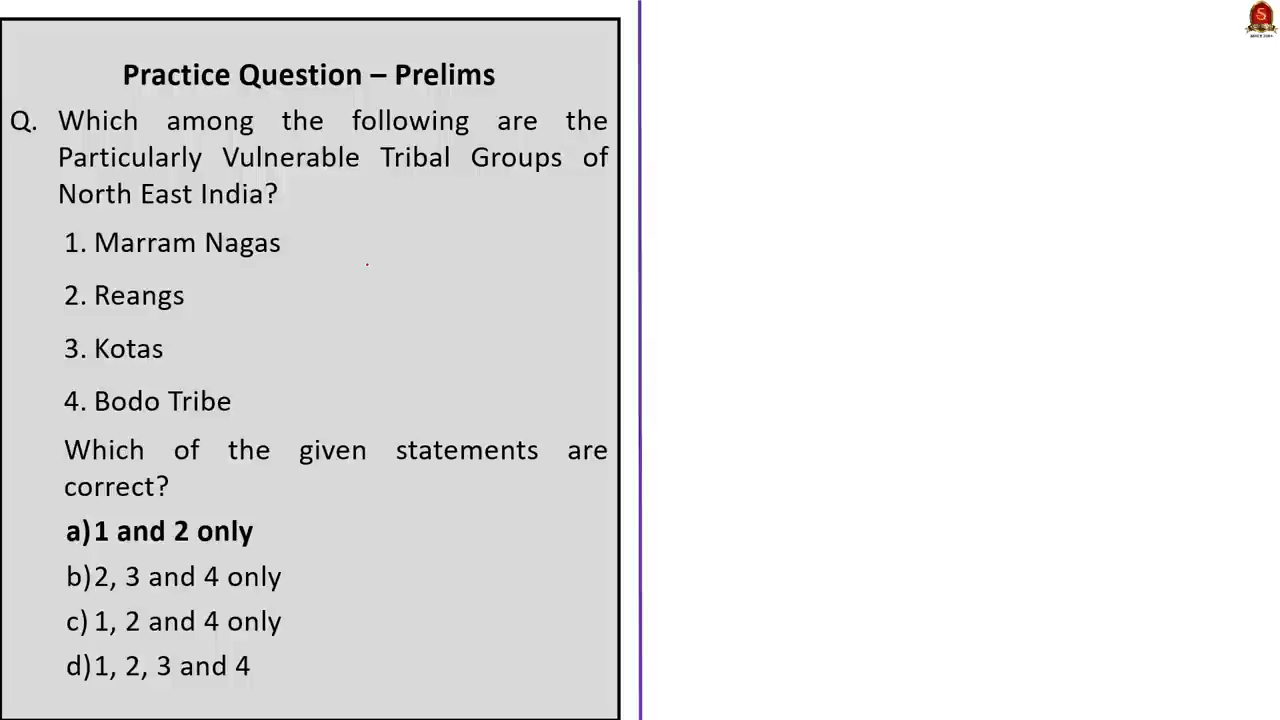 Practice Question – Prelims
Q. Which among the following are the
Particularly Vulnerable Tribal Groups of
North East India?
1. Marram Nagas
2. Reangs
3. Kotas
4. Bodo Tribe
Which of the given statements are
correct?
a) 1 and 2 only
b) 2, 3 and 4 only
c) 1, 2 and 4 only
d) 1, 2, 3 and 4
S